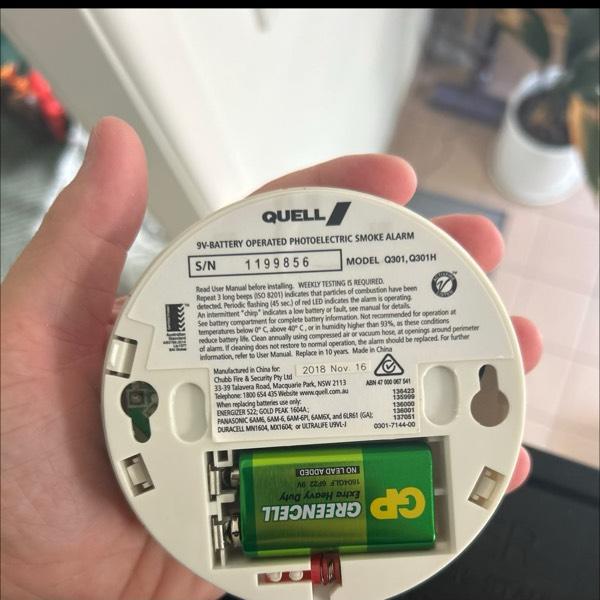 QUELL
9V-BATTERY OPERATED PHOTOELECTRIC SMOKE ALARM
S/N 1199856 MODEL Q301, Q301H
Read User Manual before installing. WEEKLY TESTING IS REQUIRED.
Repeat 3 long beeps (ISO 8201) indicates that particles of combustion have been
detected. Periodic flashing (45 sec.) of red LED indicates the alarm is operating.
An intermittent "chirp" indicates a low battery or fault, see manual for details.
See battery compartment for complete battery information. Not recommended for operation at
temperatures below 0° C, above 40° C, or in humidity higher than 93%, as these conditions
reduce battery life. Clean annually using compressed air or vacuum hose, at openings around perimeter
of alarm. If cleaning does not restore to normal operation, the alarm should be replaced. For further
information, refer to User Manual. Replace in 10 years. Made in China
Manufactured in China for: 2018 Nov. 16
Chubb Fire & Security Pty Ltd
33-39 Talavera Road, Macquarie Park, NSW 2113
Telephone: 1800 654 435 Website www.quell.com.au
ABN 47 000 067 541
When replacing batteries use only:
ENERGIZER 522; GOLD PEAK 1604A;
PANASONIC 6AM6, 6AM-6, 6AM-6PI, 6AM6X, and 6LR61 (GA);
DURACELL MN1604, MX1604; or ULTRALIFE U9VL-J
136423
135999
136000
136001
137051
0301-7144-00
GP
GREENCELL
Extra Heavy Duty
1604GLF 6F22 9V
NO LEAD ADDED